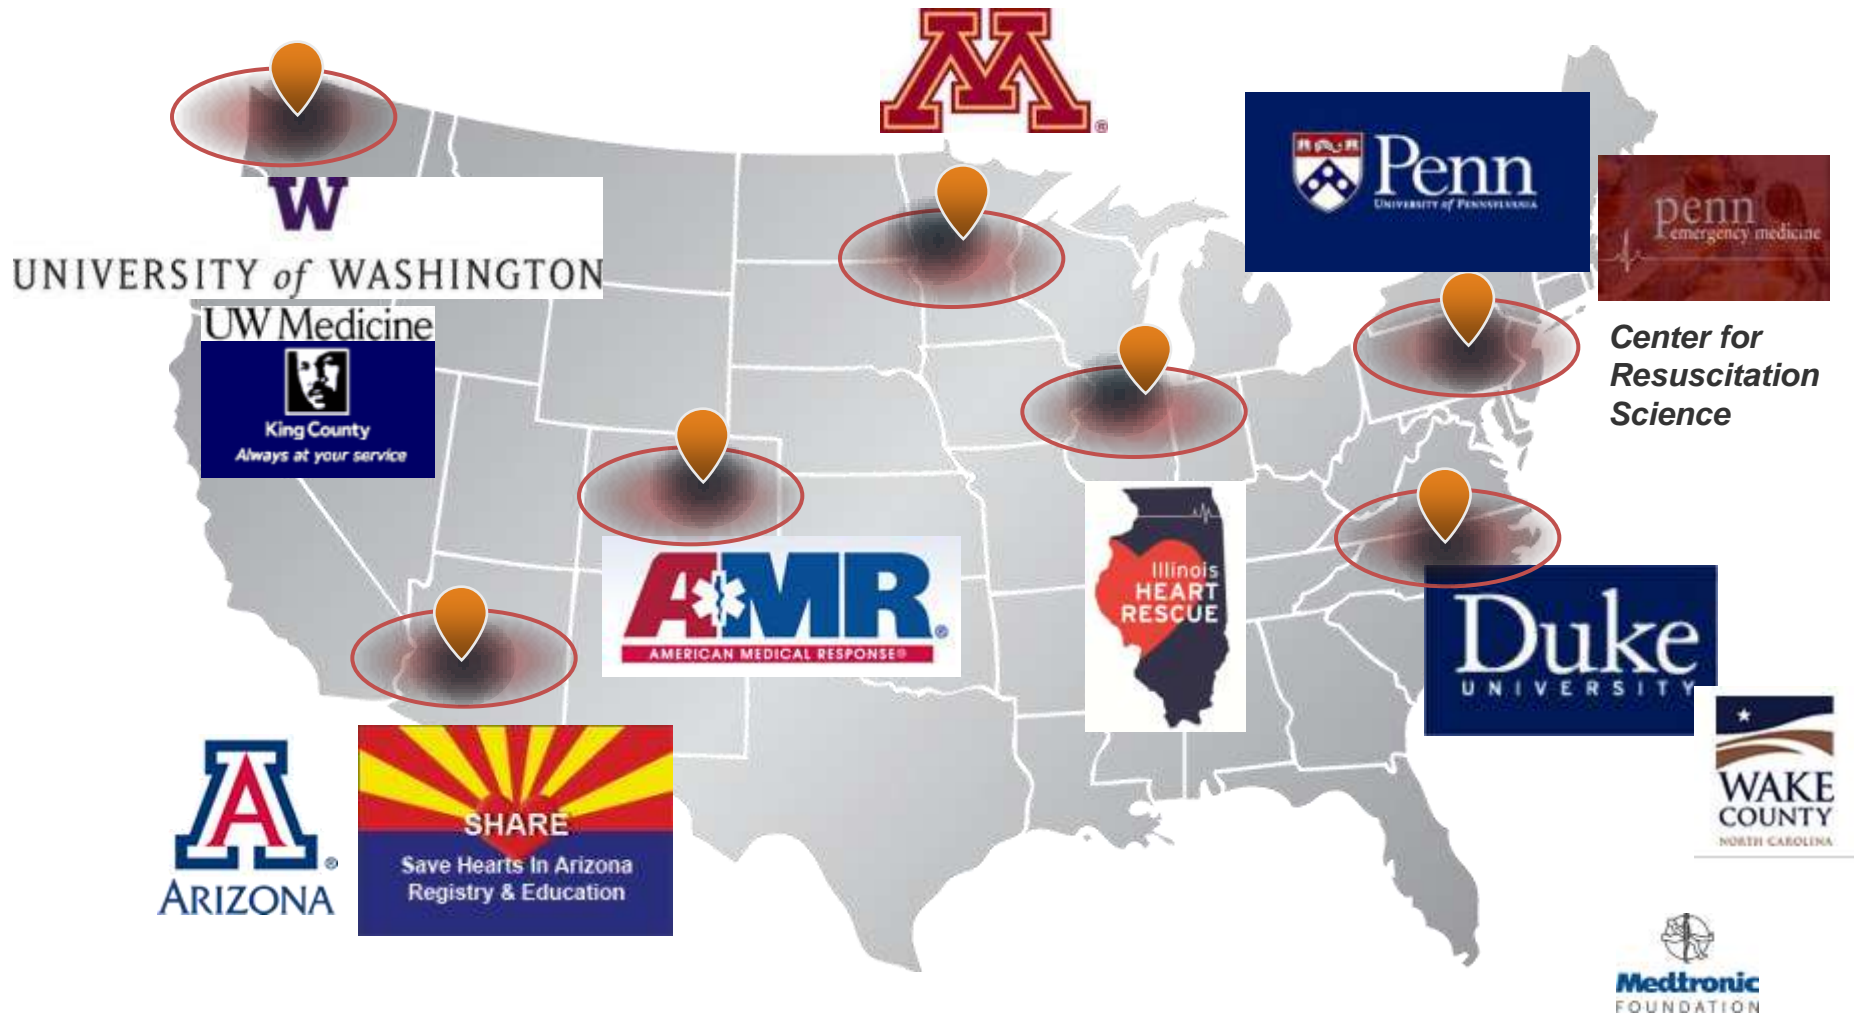 M
®
Penn
UNIVERSITY of PENNSYLVANIA
penn
emergency medicine
Center for
Resuscitation
Science
W
UNIVERSITY of WASHINGTON
UW Medicine
King County
Always at your service
AMR®
AMERICAN MEDICAL RESPONSE®
Illinois
HEART
RESCUE
Duke
UNIVERSITY
WAKE
COUNTY
NORTH CAROLINA
A®
ARIZONA
SHARE
Save Hearts In Arizona
Registry & Education
Medtronic
FOUNDATION